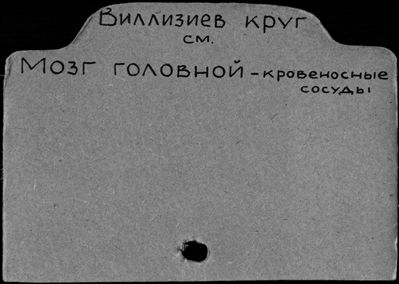 Виллизиев круг
см.
Мозг головной - кровеносные
сосуды